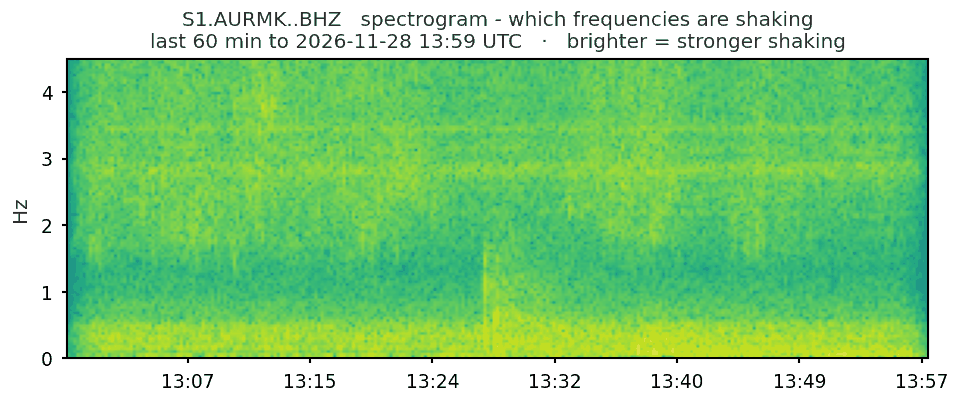 S1.AURMK..BHZ   spectrogram - which frequencies are shaking
last 60 min to 2026-11-28 13:59 UTC   ·   brighter = stronger shaking
4
3
Hz
2
1
0
13:07 13:15 13:24 13:32 13:40 13:49 13:57